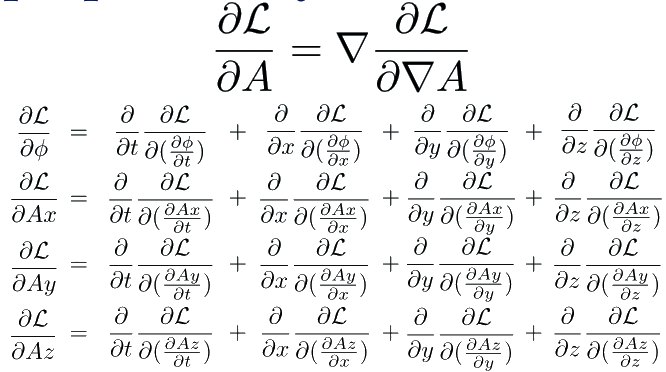 ∂ℒ/∂A = ∇ ∂ℒ/∂∇A
∂ℒ/∂ϕ = ∂/∂t ∂ℒ/∂(∂ϕ/∂t) + ∂/∂x ∂ℒ/∂(∂ϕ/∂x) + ∂/∂y ∂ℒ/∂(∂ϕ/∂y) + ∂/∂z ∂ℒ/∂(∂ϕ/∂z)
∂ℒ/∂Ax = ∂/∂t ∂ℒ/∂(∂Ax/∂t) + ∂/∂x ∂ℒ/∂(∂Ax/∂x) + ∂/∂y ∂ℒ/∂(∂Ax/∂y) + ∂/∂z ∂ℒ/∂(∂Ax/∂z)
∂ℒ/∂Ay = ∂/∂t ∂ℒ/∂(∂Ay/∂t) + ∂/∂x ∂ℒ/∂(∂Ay/∂x) + ∂/∂y ∂ℒ/∂(∂Ay/∂y) + ∂/∂z ∂ℒ/∂(∂Ay/∂z)
∂ℒ/∂Az = ∂/∂t ∂ℒ/∂(∂Az/∂t) + ∂/∂x ∂ℒ/∂(∂Az/∂x) + ∂/∂y ∂ℒ/∂(∂Az/∂y) + ∂/∂z ∂ℒ/∂(∂Az/∂z)